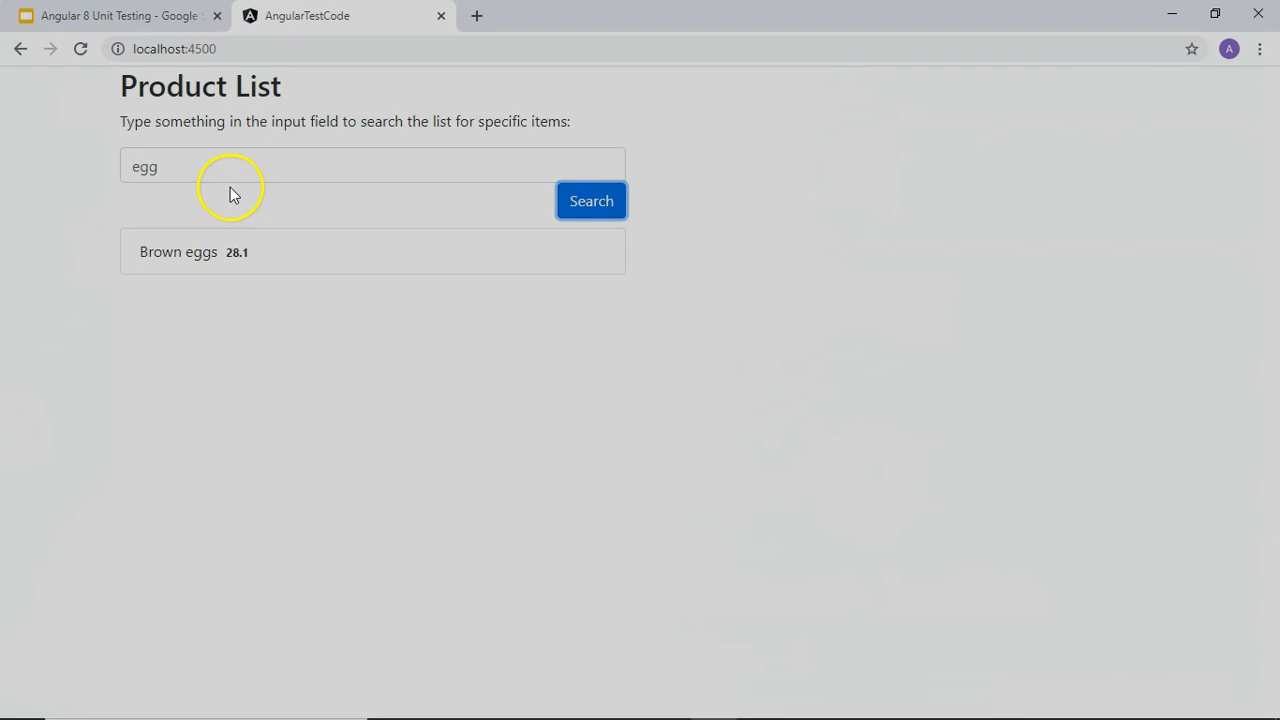 Angular 8 Unit Testing - Google
AngularTestCode
localhost:4500
A
Product List
Type something in the input field to search the list for specific items:
egg
Search
Brown eggs 28.1